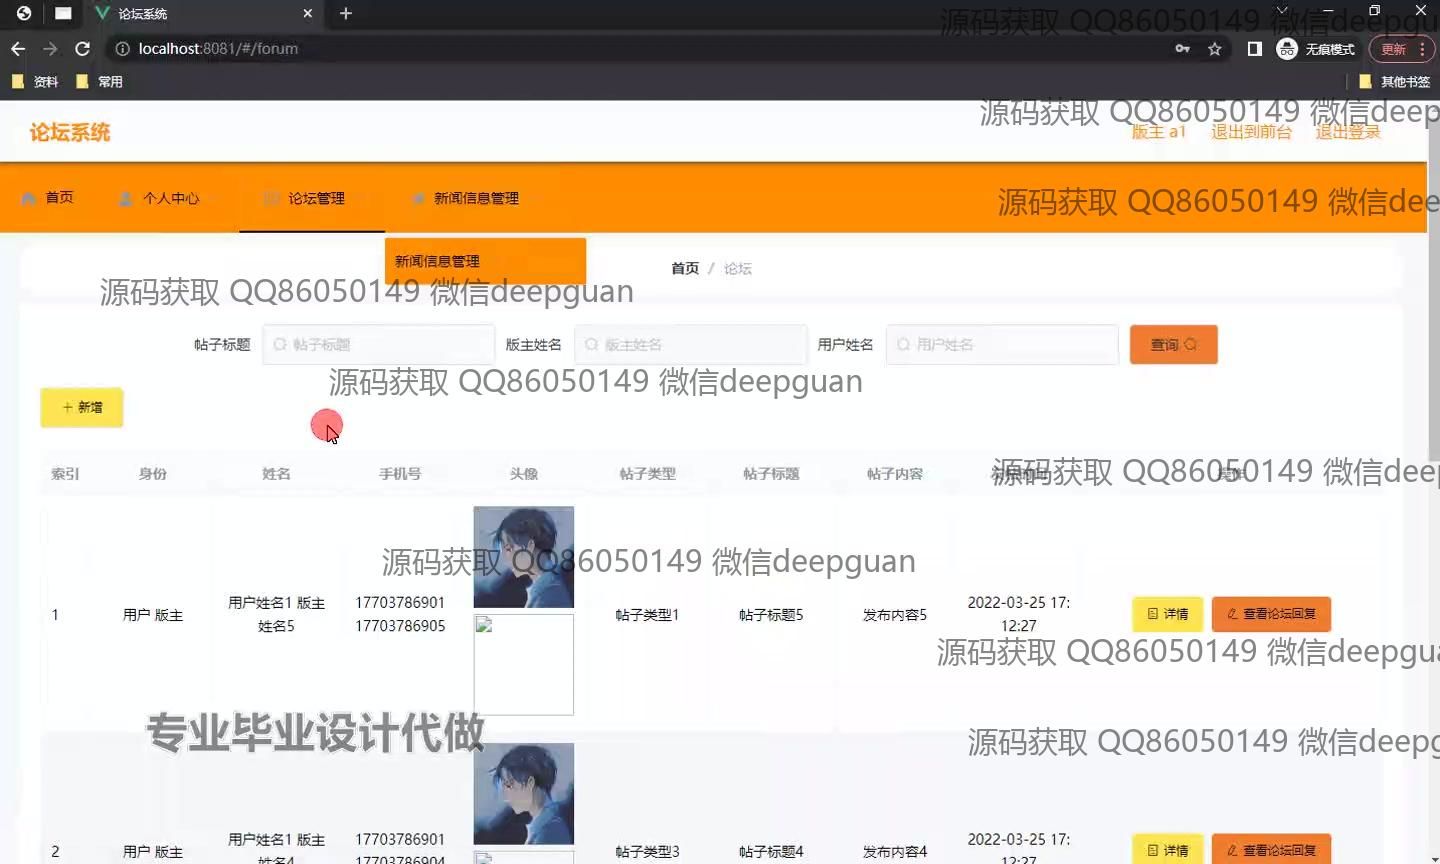 论坛系统
源码获取 QQ86050149 微信deepgu
localhost:8081/#/forum
无痕模式
更新
资料
常用
其他书签
源码获取 QQ86050149 微信deep
论坛系统
版主 a1
退出到前台
退出登录
首页
个人中心
论坛管理
新闻信息管理
源码获取 QQ86050149 微信dee
新闻信息管理
首页 / 论坛
源码获取 QQ86050149 微信deepguan
帖子标题
帖子标题
版主姓名
版主姓名
用户姓名
用户姓名
查询
源码获取 QQ86050149 微信deepguan
+ 新增
索引 身份 姓名 手机号 头像 帖子类型 帖子标题 帖子内容 操作
源码获取 QQ86050149 微信deep
源码获取 QQ86050149 微信deepguan
1 用户 版主 用户姓名1 版主 17703786901 帖子类型1 帖子标题5 发布内容5 2022-03-25 17: 详情 查看论坛回复
姓名5 17703786905 12:27
源码获取 QQ86050149 微信deepgua
专业毕业设计代做
源码获取 QQ86050149 微信deepg
2 用户 版主 用户姓名1 版主 17703786901 帖子类型3 帖子标题4 发布内容4 2022-03-25 17: 详情 查看论坛回复
姓名4 17703786904 12:27